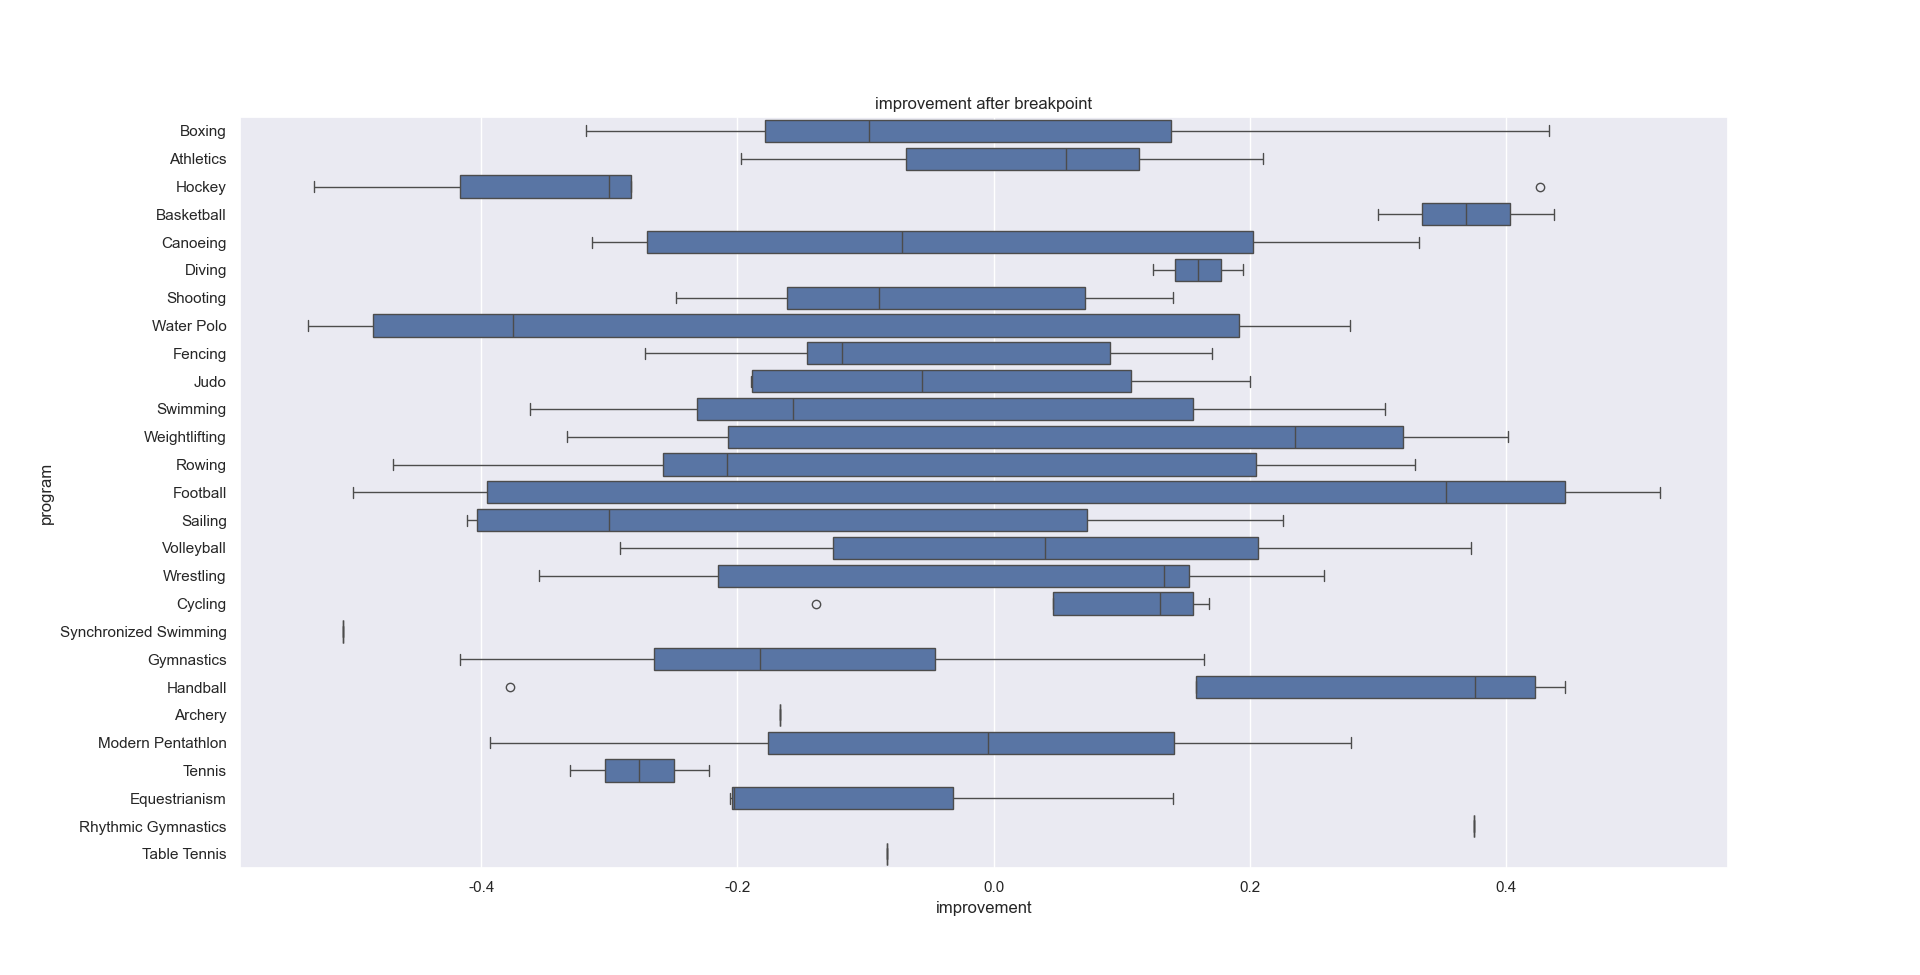 improvement after breakpoint
Boxing
Athletics
Hockey
Basketball
Canoeing
Diving
Shooting
Water Polo
Fencing
Judo
Swimming
Weightlifting
Rowing
Football
Sailing
Volleyball
Wrestling
Cycling
Synchronized Swimming
Gymnastics
Handball
Archery
Modern Pentathlon
Tennis
Equestrianism
Rhythmic Gymnastics
Table Tennis
program
-0.4 -0.2 0.0 0.2 0.4
improvement